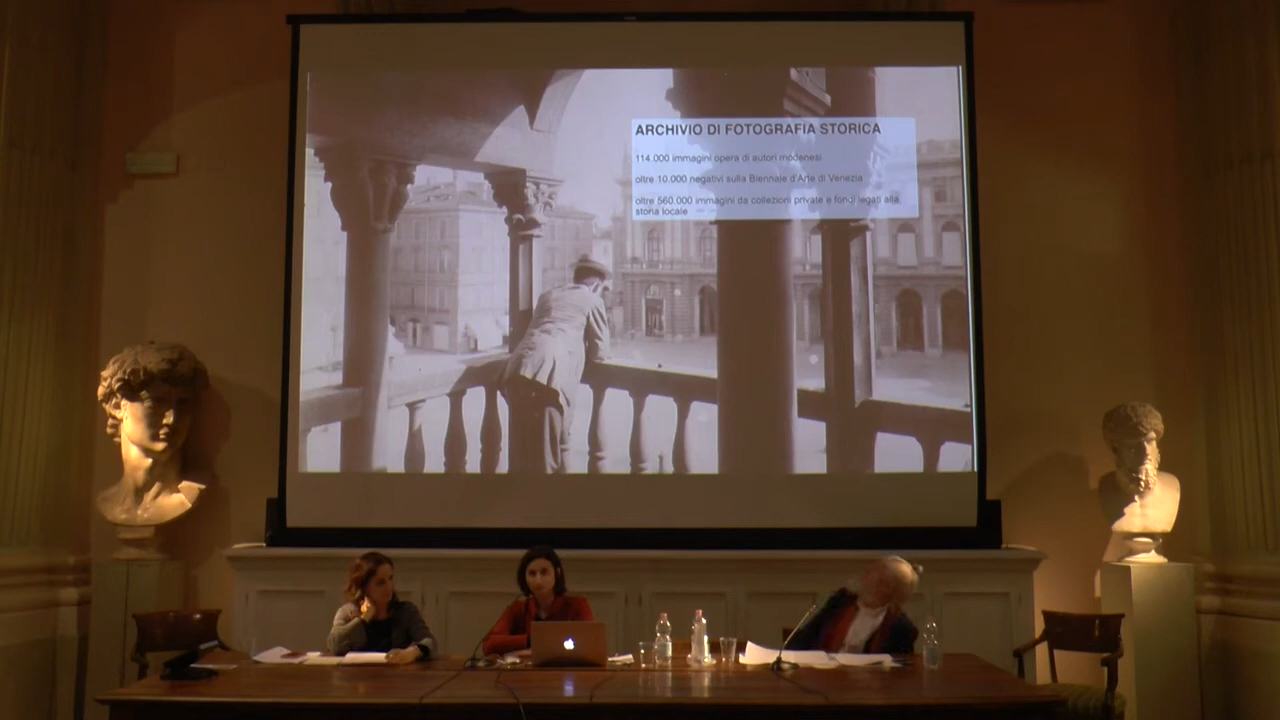 ARCHIVIO DI FOTOGRAFIA STORICA
114.000 immagini opera di autori modenesi
oltre 10.000 negativi sulla Biennale d'Arte di Venezia
oltre 560.000 immagini da collezioni private e fondi legati alla
storia locale